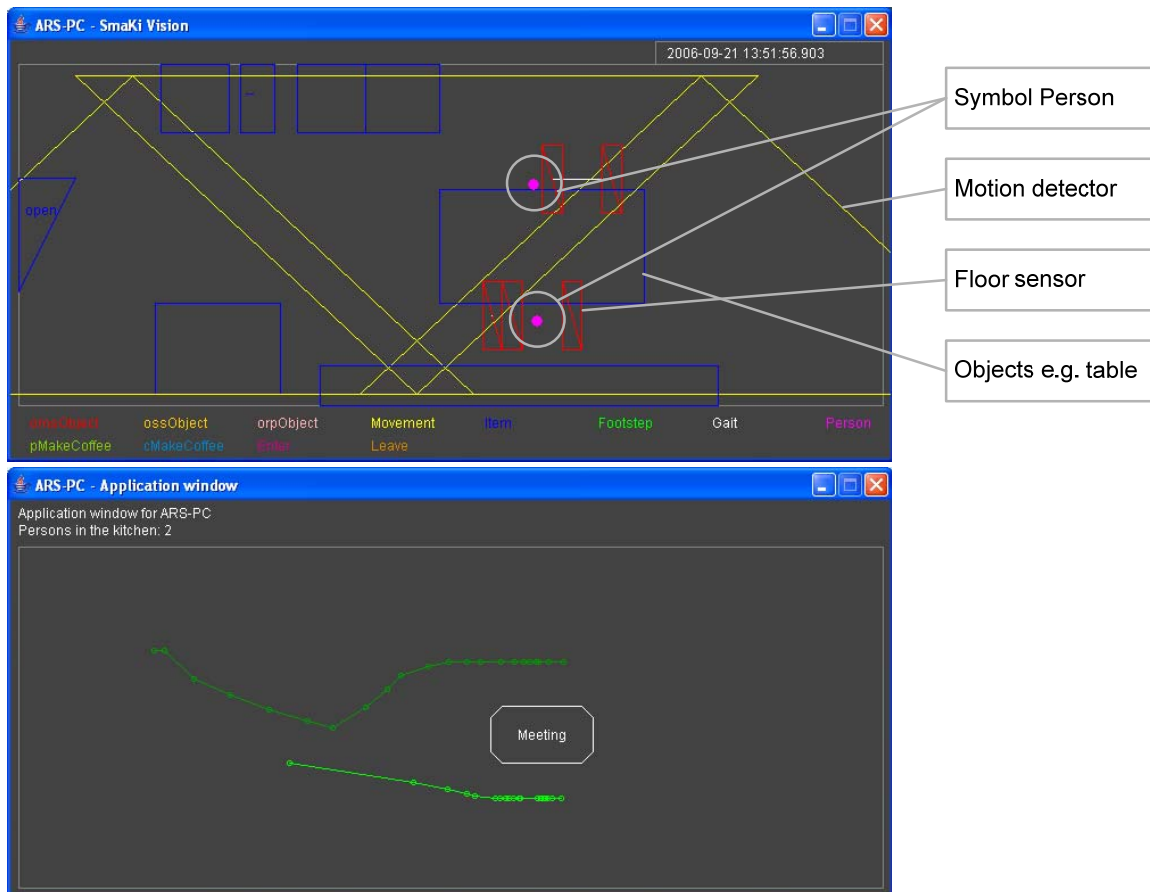 ARS-PC - SmaKi Vision
2006-09-21 13:51:56.903
Symbol Person
Motion detector
open
Floor sensor
Objects e.g. table
ossObject orpObject Movement Item Footstep Gait Person
pMakeCoffee cMakeCoffee Enter Leave
ARS-PC - Application window
Application window for ARS-PC
Persons in the kitchen: 2
Meeting